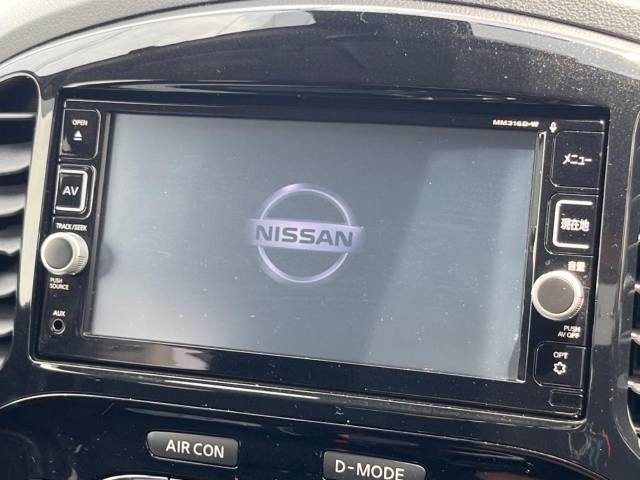 MM316D-W
OPEN
AV
TRACK/SEEK
PUSH
SOURCE
AUX
NISSAN
メニュー
現在地
音量
PUSH
AV OFF
OPT
AIR CON
D-MODE